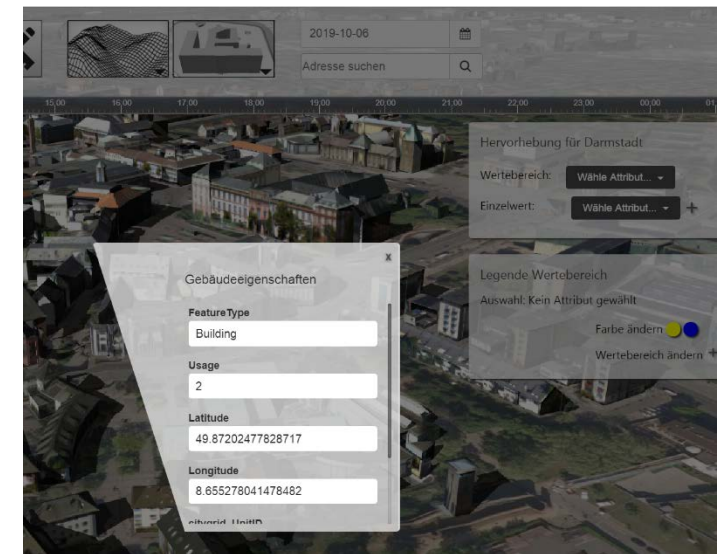 2019-10-06
Adresse suchen
15:00 16:00 17:00 18:00 19:00 20:00 21:00 22:00 23:00 00:00 01
Hervorhebung für Darmstadt
Wertebereich: Wähle Attribut...
Einzelwert: Wähle Attribut... +
x
Gebäudeeigenschaften
FeatureType
Building
Usage
2
Latitude
49.87202477828717
Longitude
8.655278041478482
citygrid_UnitID
Legende Wertebereich
Auswahl: Kein Attribut gewählt
Farbe ändern
Wertebereich ändern +